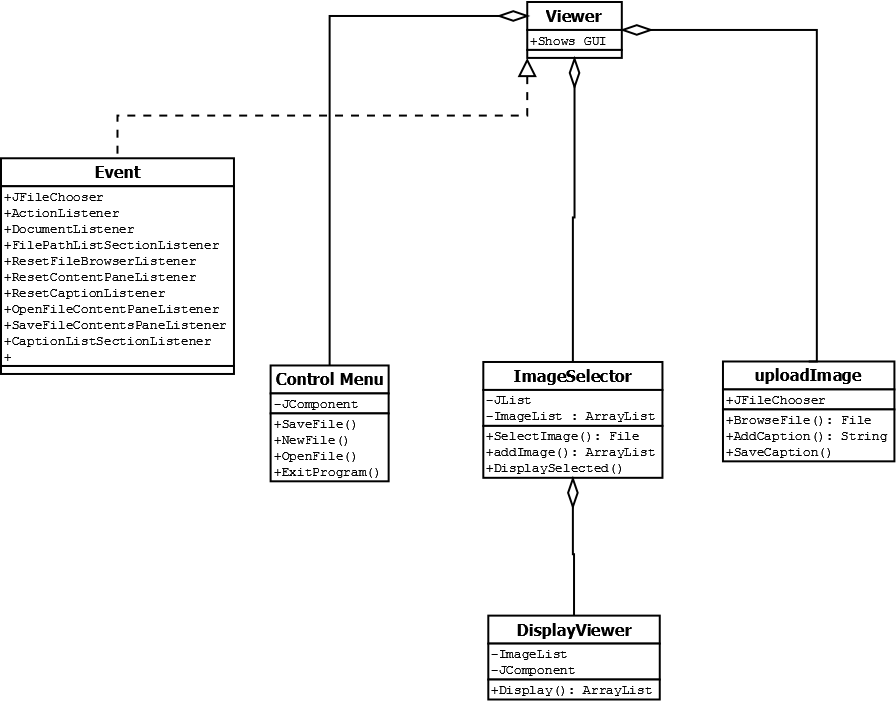 Viewer
+Shows GUI
Event
+JFileChooser
+ActionListener
+DocumentListener
+FilePathListSectionListener
+ResetFileBrowserListener
+ResetContentPaneListener
+ResetCaptionListener
+OpenFileContentPaneListener
+SaveFileContentsPaneListener
+CaptionListSectionListener
+
Control Menu
-JComponent
+SaveFile()
+NewFile()
+OpenFile()
+ExitProgram()
ImageSelector
-JList
-ImageList : ArrayList
+SelectImage(): File
+addImage(): ArrayList
+DisplaySelected()
uploadImage
+JFileChooser
+BrowseFile(): File
+AddCaption(): String
+SaveCaption()
DisplayViewer
-ImageList
-JComponent
+Display(): ArrayList